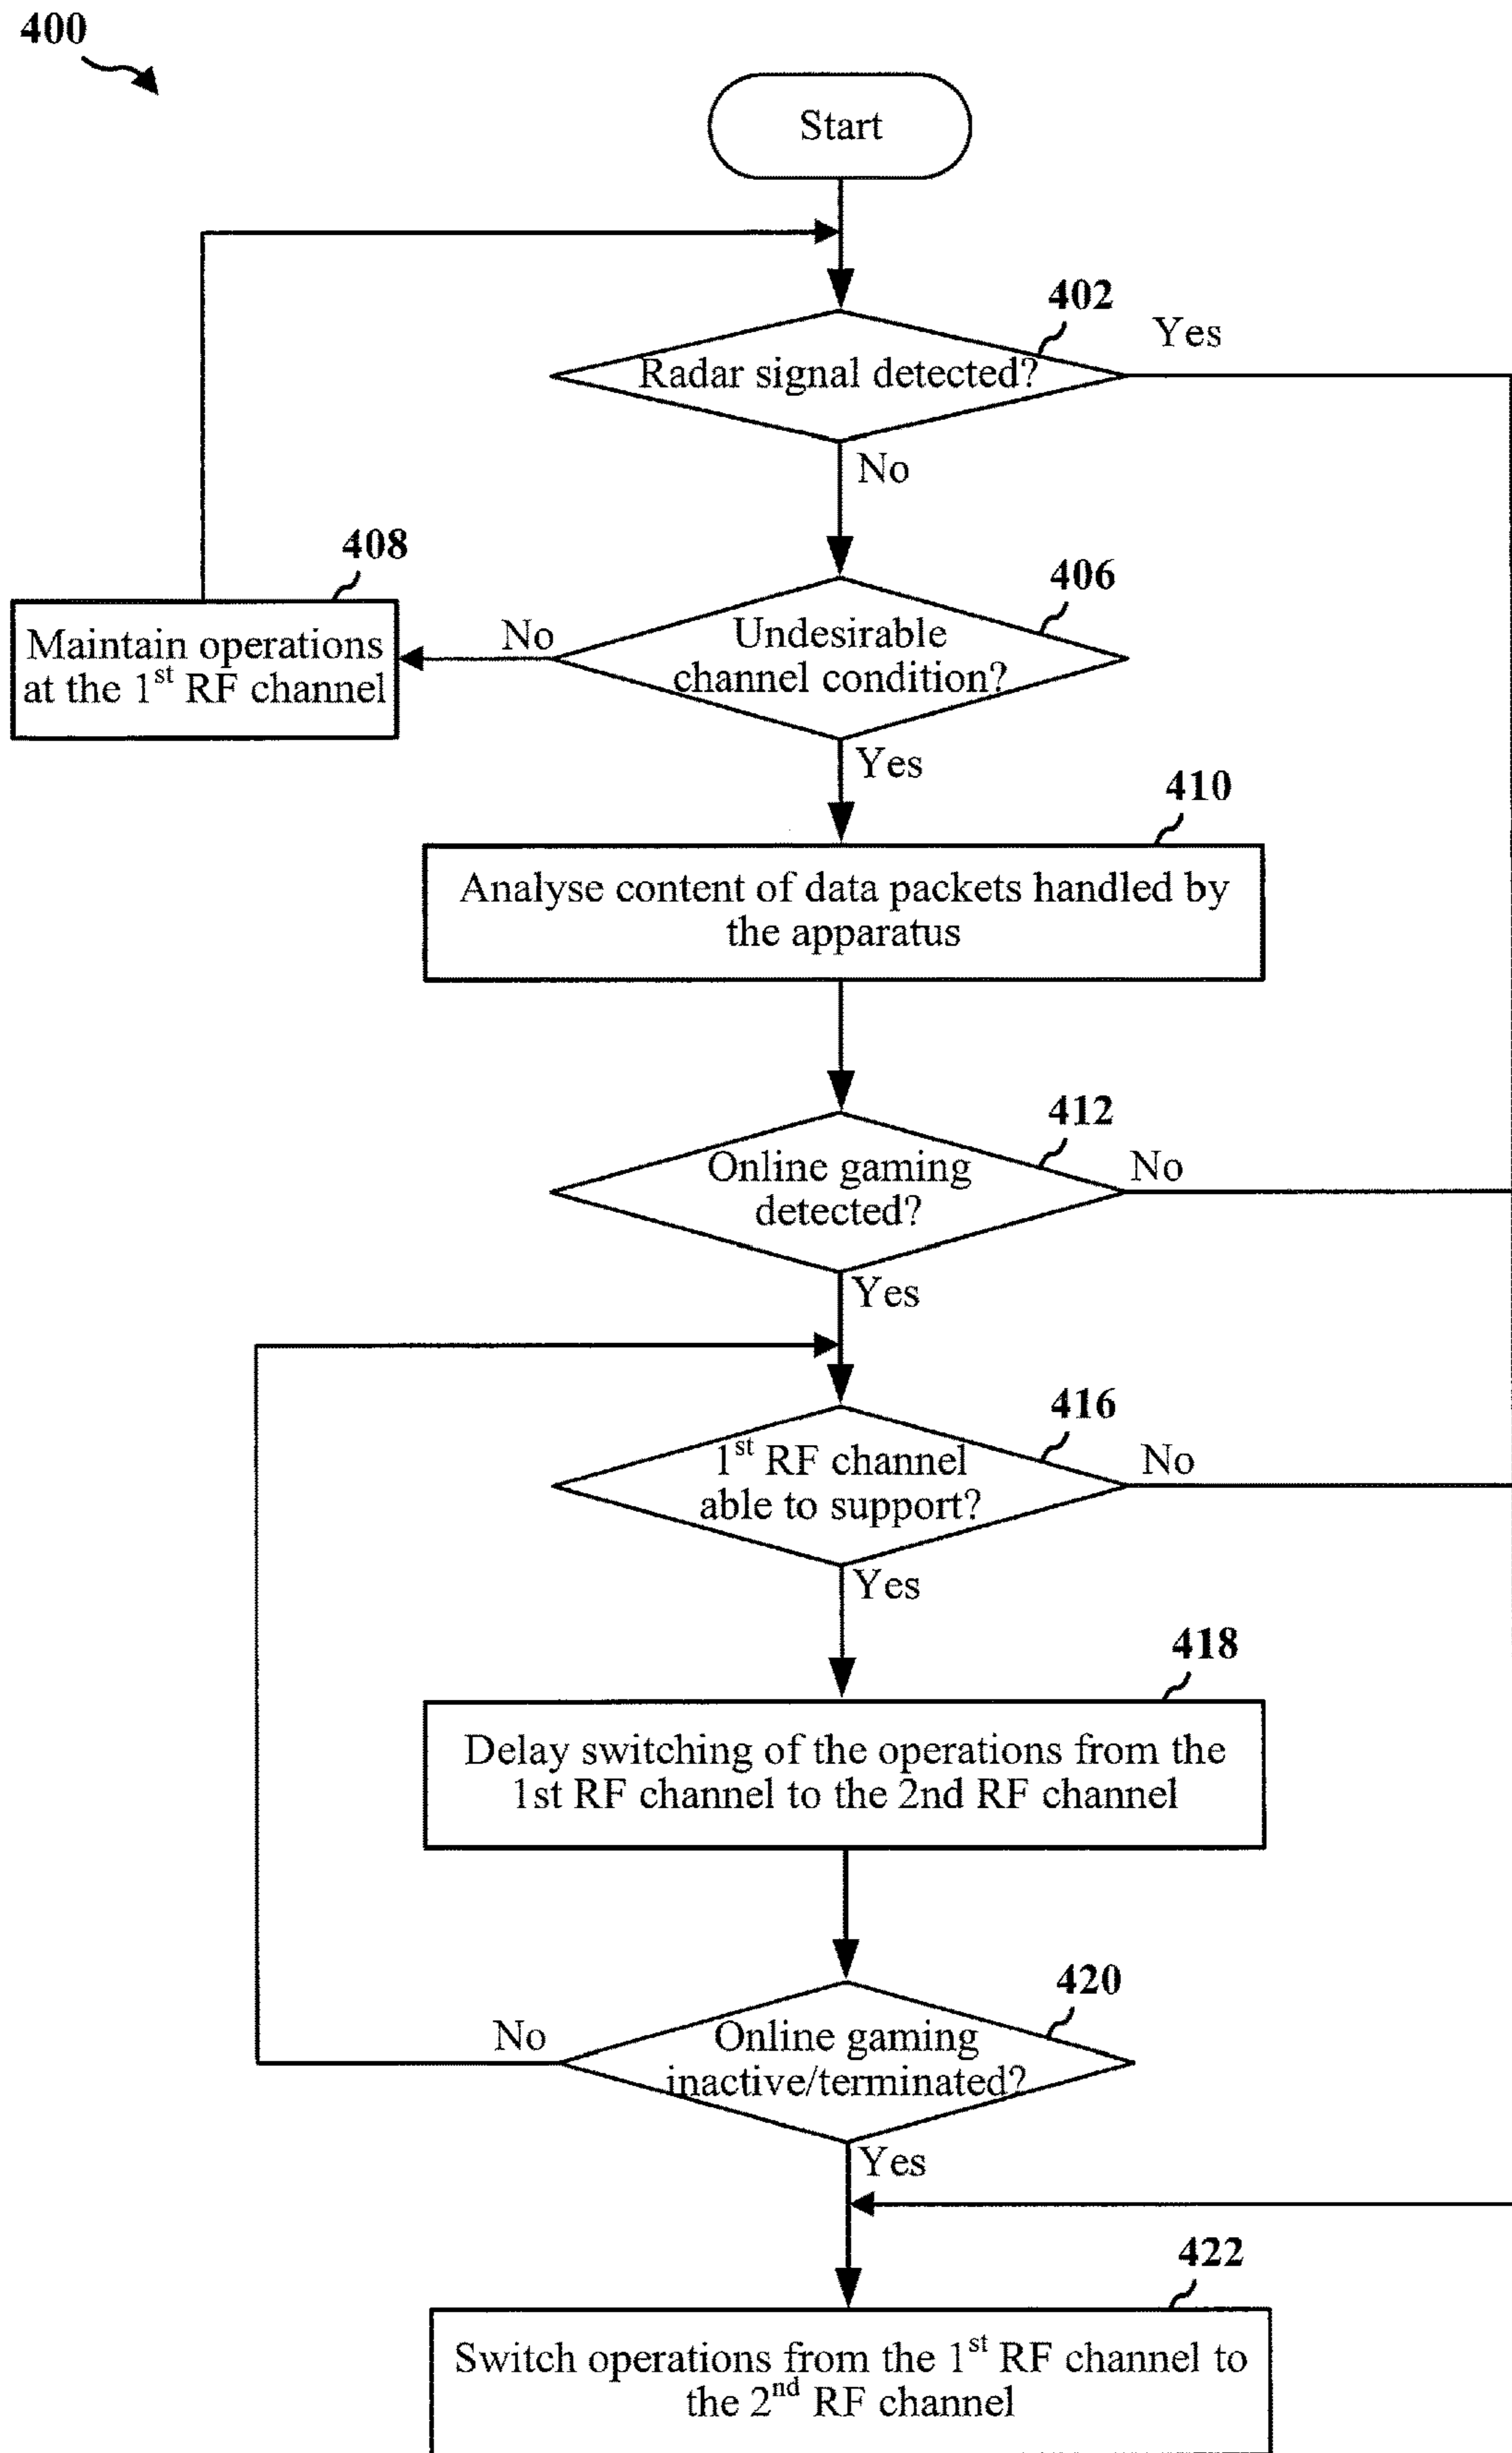 400
Start
402
Radar signal detected?
Yes
No
408
Maintain operations
at the 1st RF channel
No
406
Undesirable
channel condition?
Yes
410
Analyse content of data packets handled by
the apparatus
412
Online gaming
detected?
No
Yes
416
1st RF channel
able to support?
No
Yes
418
Delay switching of the operations from the
1st RF channel to the 2nd RF channel
420
Online gaming
inactive/terminated?
No
Yes
422
Switch operations from the 1st RF channel to
the 2nd RF channel